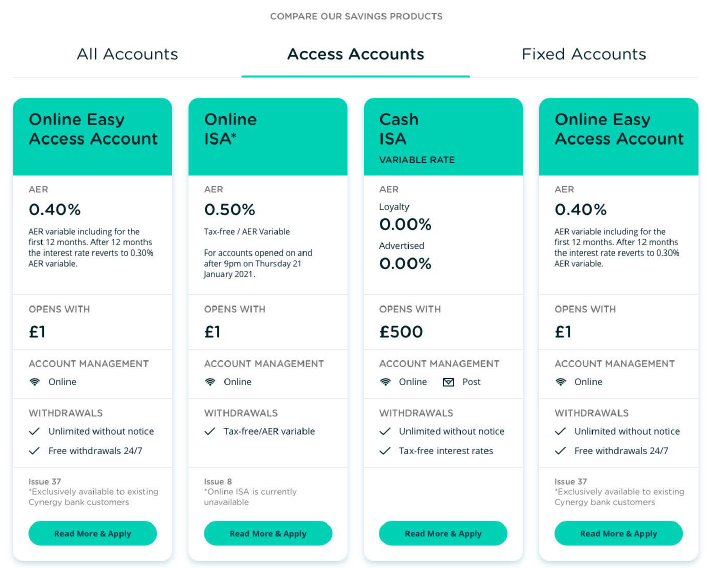 COMPARE OUR SAVINGS PRODUCTS
All Accounts
Access Accounts
Fixed Accounts
Online Easy
Access Account
AER
0.40%
AER variable including for the
first 12 months. After 12 months
the interest rate reverts to 0.30%
AER variable.
OPENS WITH
£1
ACCOUNT MANAGEMENT
Online
WITHDRAWALS
Unlimited without notice
Free withdrawals 24/7
Issue 37
*Exclusively available to existing
Cynergy bank customers
Read More & Apply
Online
ISA*
AER
0.50%
Tax-free / AER Variable
For accounts opened on and
after 9pm on Thursday 21
January 2021.
OPENS WITH
£1
ACCOUNT MANAGEMENT
Online
WITHDRAWALS
Tax-free/AER variable
Issue 8
*Online ISA is currently
unavailable
Read More & Apply
Cash
ISA
VARIABLE RATE
AER
Loyalty
0.00%
Advertised
0.00%
OPENS WITH
£500
ACCOUNT MANAGEMENT
Online Post
WITHDRAWALS
Unlimited without notice
Tax-free interest rates
Read More & Apply
Online Easy
Access Account
AER
0.40%
AER variable including for the
first 12 months. After 12 months
the interest rate reverts to 0.30%
AER variable.
OPENS WITH
£1
ACCOUNT MANAGEMENT
Online
WITHDRAWALS
Unlimited without notice
Free withdrawals 24/7
Issue 37
*Exclusively available to existing
Cynergy bank customers
Read More & Apply